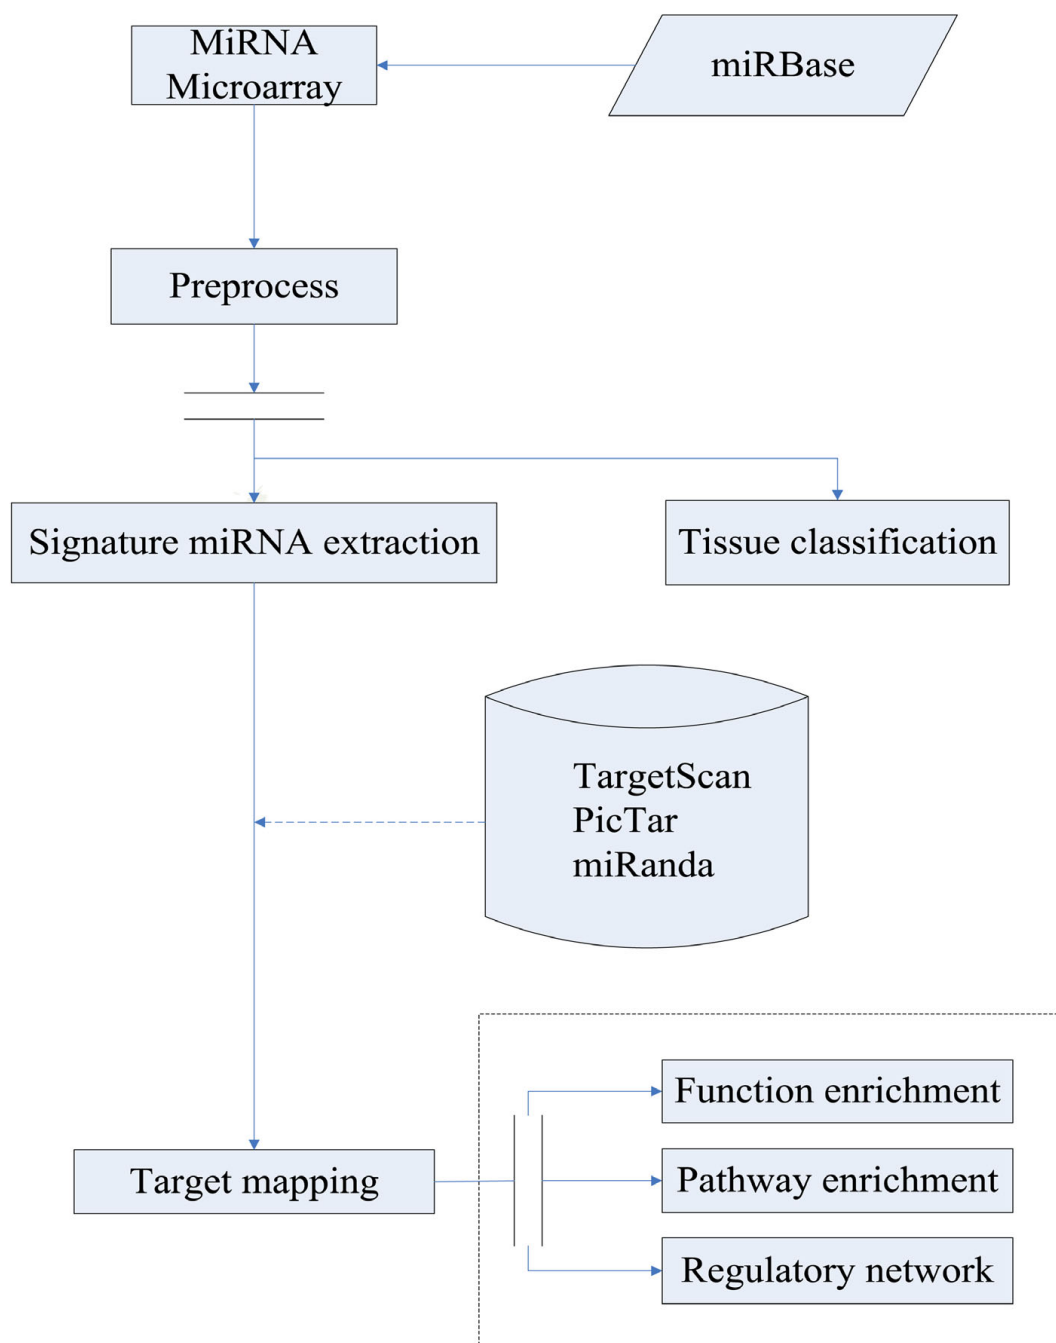 MiRNA
Microarray
miRBase
Preprocess
Signature miRNA extraction
Tissue classification
TargetScan
PicTar
miRanda
Function enrichment
Target mapping
Pathway enrichment
Regulatory network